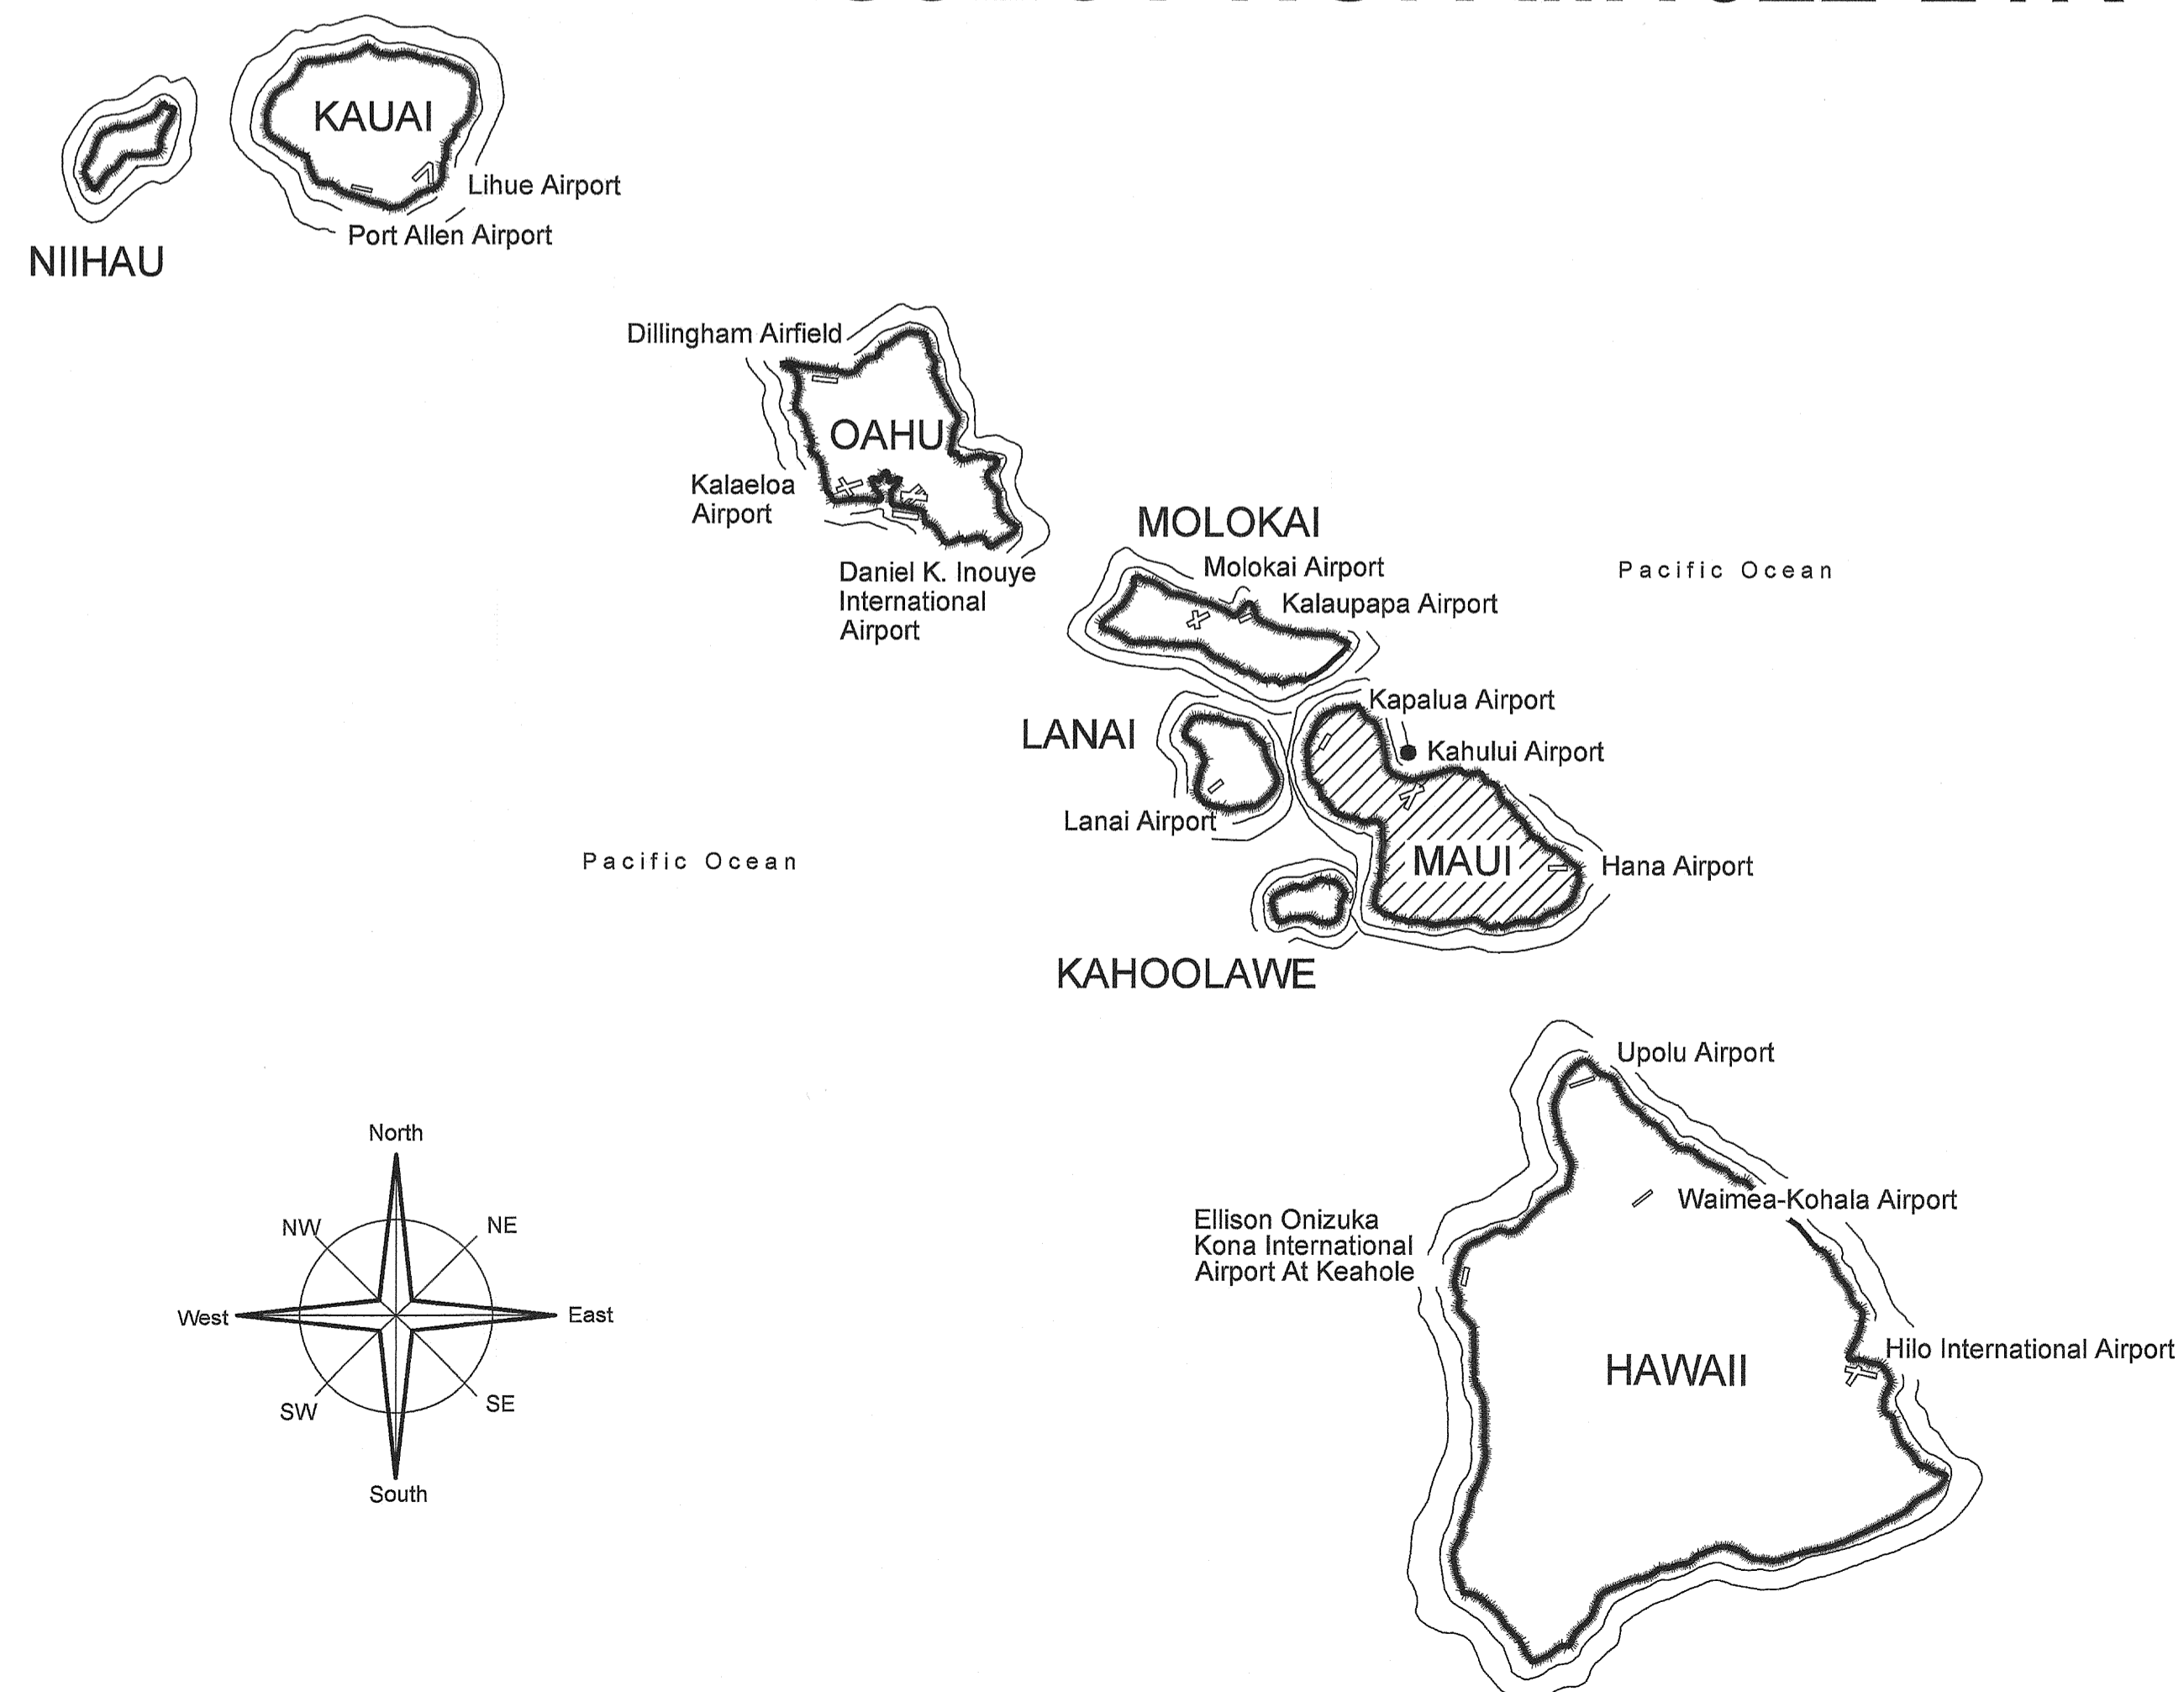 KAUAI
Lihue Airport
Port Allen Airport
NIIHAU
Dillingham Airfield
OAHU
Kalaeloa
Airport
Daniel K. Inouye
International
Airport
MOLOKAI
Molokai Airport
Kalaupapa Airport
Pacific Ocean
LANAI
Lanai Airport
Kapalua Airport
Kahului Airport
MAUI
Hana Airport
Pacific Ocean
KAHOOLAWE
Upolu Airport
Waimea-Kohala Airport
Ellison Onizuka
Kona International
Airport At Keahole
HAWAII
Hilo International Airport
North
NW
NE
West
East
SW
SE
South